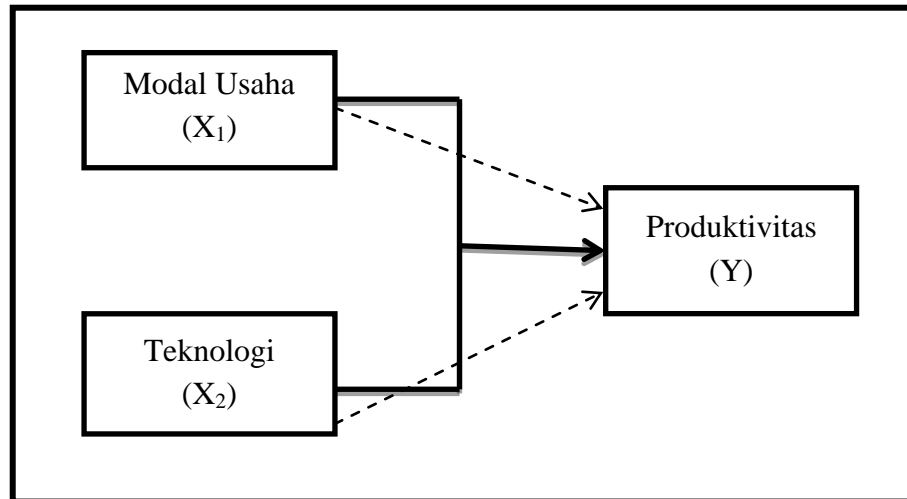 Modal Usaha
(X₁)
Produktivitas
(Y)
Teknologi
(X₂)